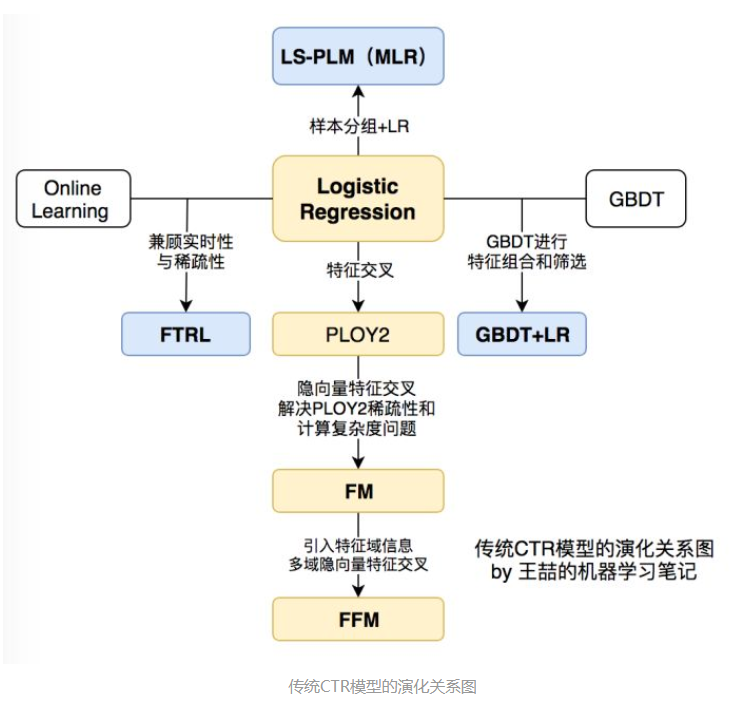 LS-PLM（MLR）
样本分组+LR
Online
Learning
Logistic
Regression
GBDT
兼顾实时性
与稀疏性
特征交叉
GBDT进行
特征组合和筛选
FTRL
PLOY2
GBDT+LR
隐向量特征交叉
解决PLOY2稀疏性和
计算复杂度问题
FM
引入特征域信息
多域隐向量特征交叉
传统CTR模型的演化关系图
by 王喆的机器学习笔记
FFM
传统CTR模型的演化关系图